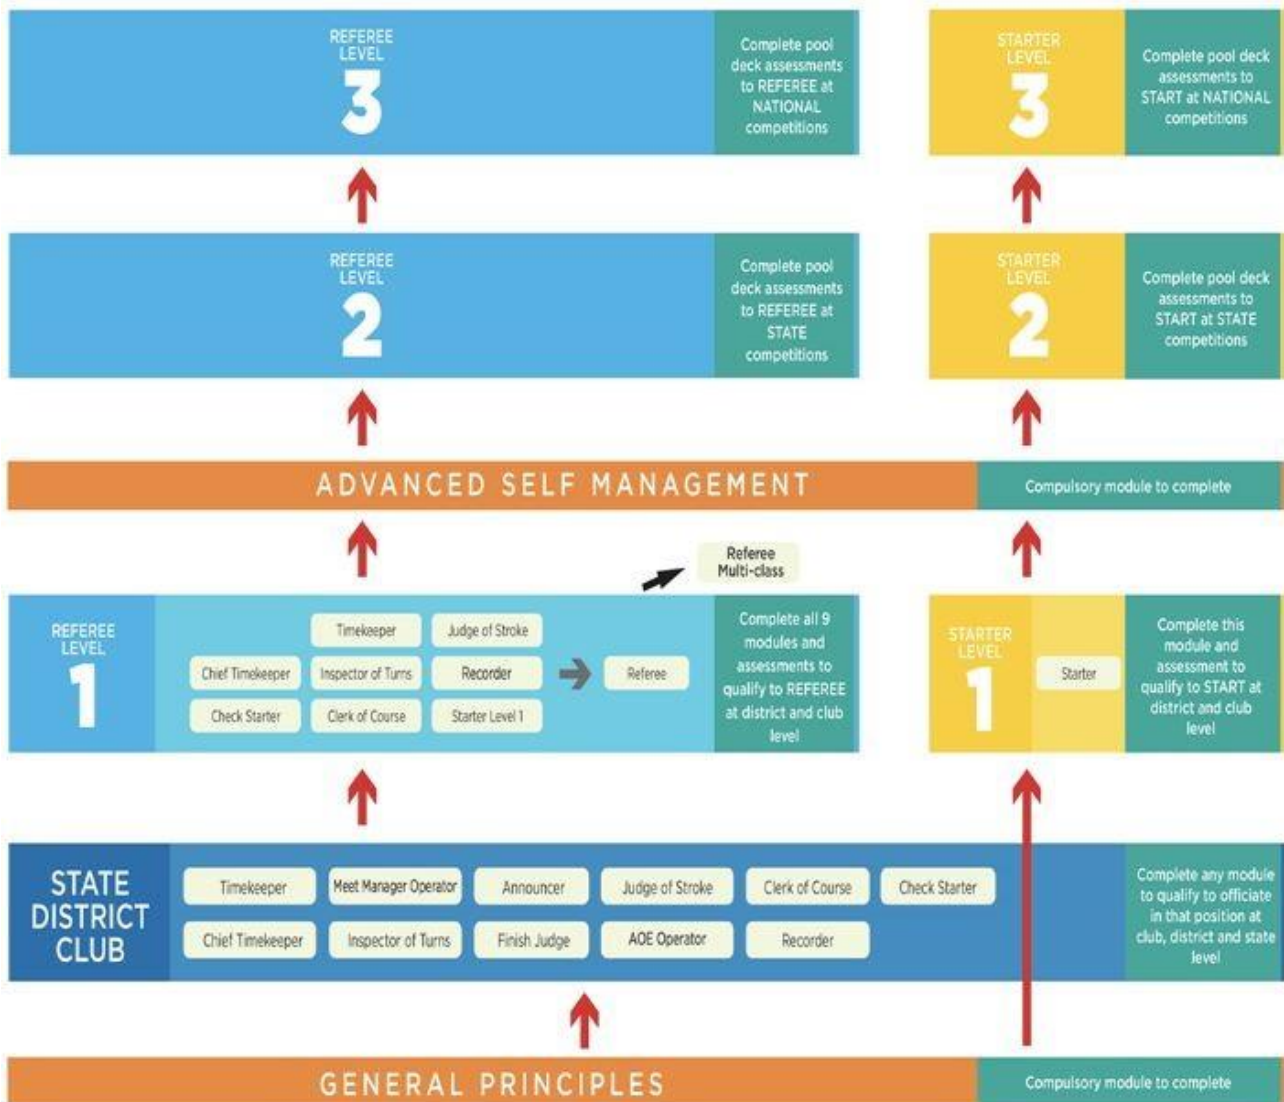 REFEREE
LEVEL
3
Complete pool
deck assessments
to REFEREE at
NATIONAL
competitions
STARTER
LEVEL
3
Complete pool deck
assessments to
START at NATIONAL
competitions
REFEREE
LEVEL
2
Complete pool
deck assessments
to REFEREE at
STATE
competitions
STARTER
LEVEL
2
Complete pool deck
assessments to
START at STATE
competitions
ADVANCED SELF MANAGEMENT
Compulsory module to complete
Referee
Multi-class
REFEREE
LEVEL
1
Timekeeper
Judge of Stroke
Chief Timekeeper
Inspector of Turns
Recorder
Check Starter
Clerk of Course
Starter Level 1
Referee
Complete all 9
modules and
assessments to
qualify to REFEREE
at district and club
level
STARTER
LEVEL
1
Starter
Complete this
module and
assessment to
qualify to START at
district and club
level
STATE
DISTRICT
CLUB
Timekeeper
Meet Manager Operator
Announcer
Judge of Stroke
Clerk of Course
Check Starter
Chief Timekeeper
Inspector of Turns
Finish Judge
AOE Operator
Recorder
Complete any module
to qualify to officiate
in that position at
club, district and state
level
GENERAL PRINCIPLES
Compulsory module to complete